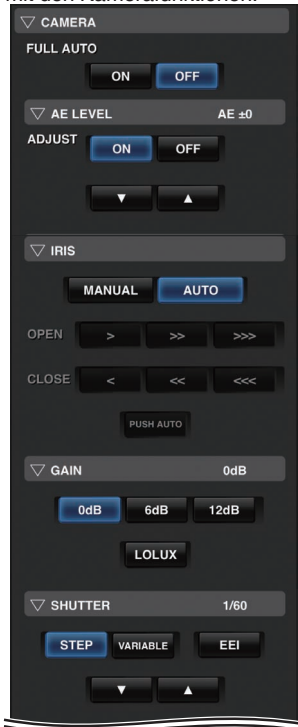 mit den Kamerafunktionen.
▽ CAMERA
FULL AUTO
ON OFF
▽ AE LEVEL AE ±0
ADJUST ON OFF
▼ ▲
▽ IRIS
MANUAL AUTO
OPEN > >> >>>
CLOSE < << <<<
PUSH AUTO
▽ GAIN 0dB
0dB 6dB 12dB
LOLUX
▽ SHUTTER 1/60
STEP VARIABLE EEI
▼ ▲